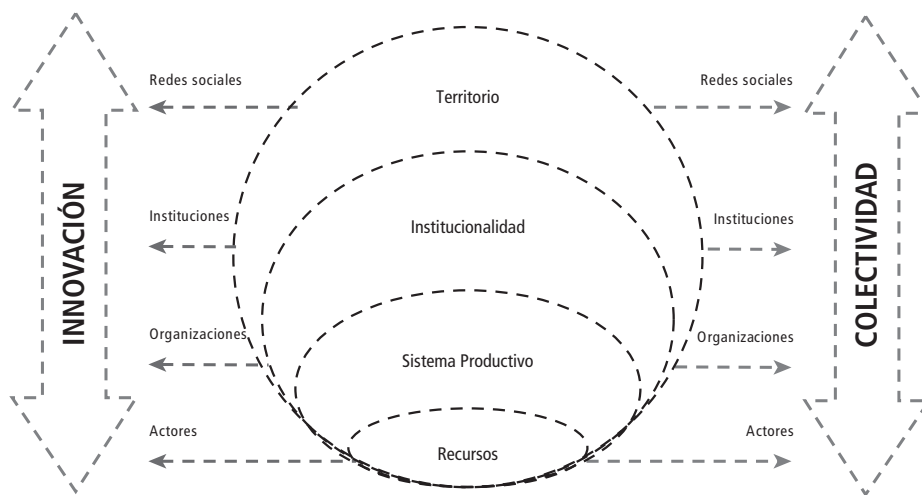 Redes sociales
Territorio
Redes sociales
INNOVACIÓN
Instituciones
Institucionalidad
Instituciones
COLECTIVIDAD
Organizaciones
Sistema Productivo
Organizaciones
Actores
Recursos
Actores